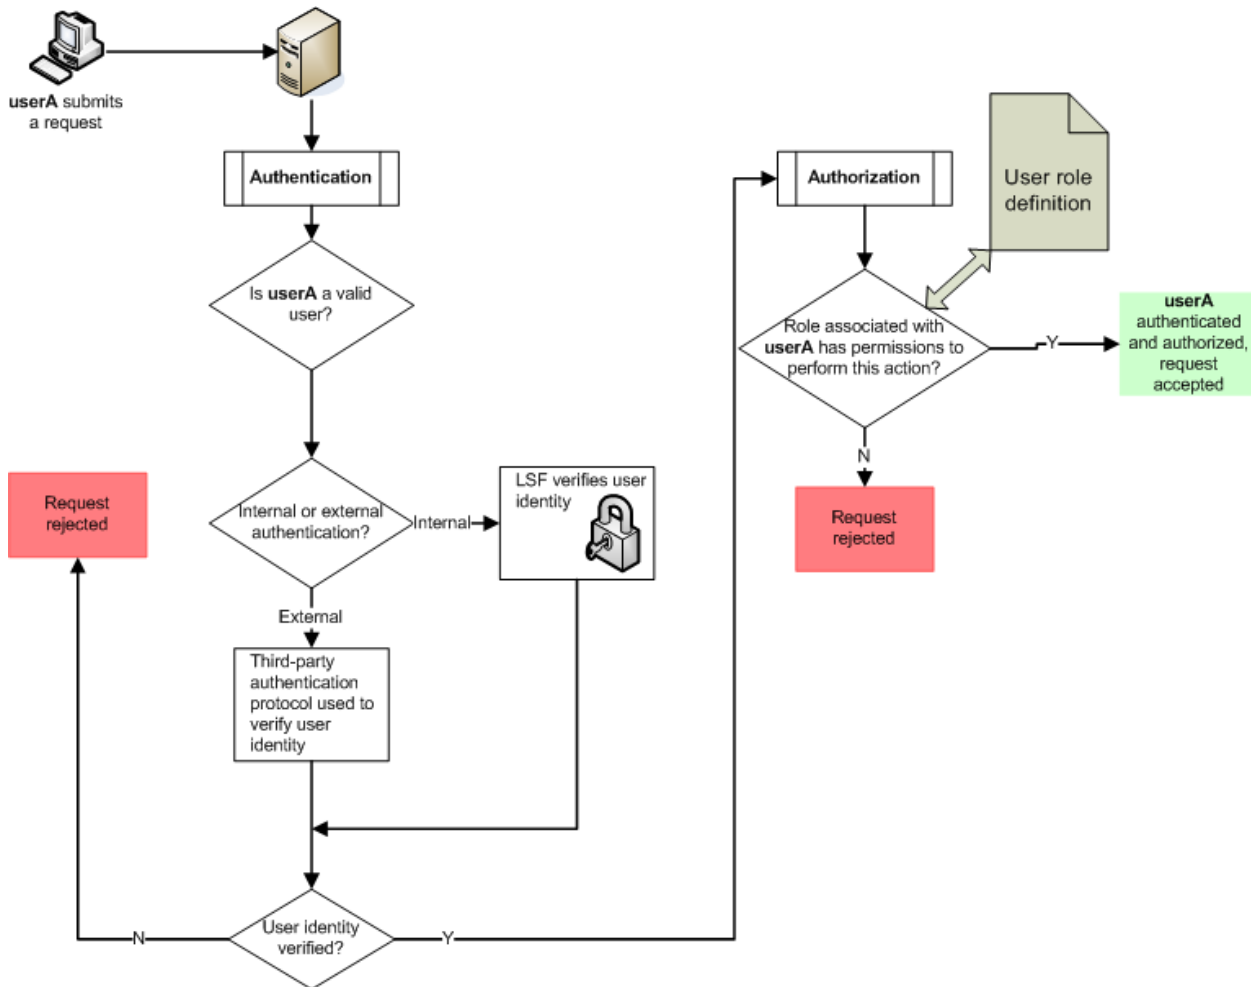 userA submits
a request
Authentication
Is userA a valid
user?
Internal or external
authentication?
Internal
LSF verifies user
identity
External
Third-party
authentication
protocol used to
verify user
identity
User identity
verified?
N
Request
rejected
Y
Authorization
User role
definition
Role associated with
userA has permissions to
perform this action?
Y
userA
authenticated
and authorized,
request
accepted
N
Request
rejected